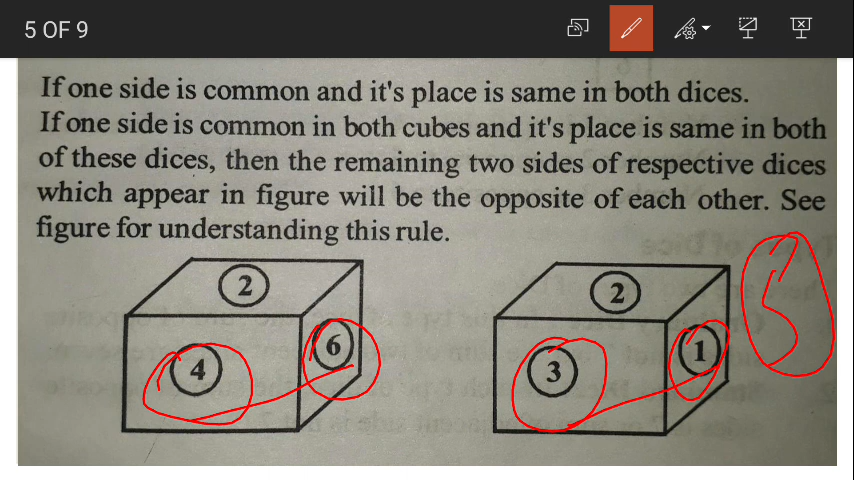 5 OF 9
If one side is common and it's place is same in both dices.
If one side is common in both cubes and it's place is same in both
of these dices, then the remaining two sides of respective dices
which appear in figure will be the opposite of each other. See
figure for understanding this rule.
2
4
6
2
3
1
5